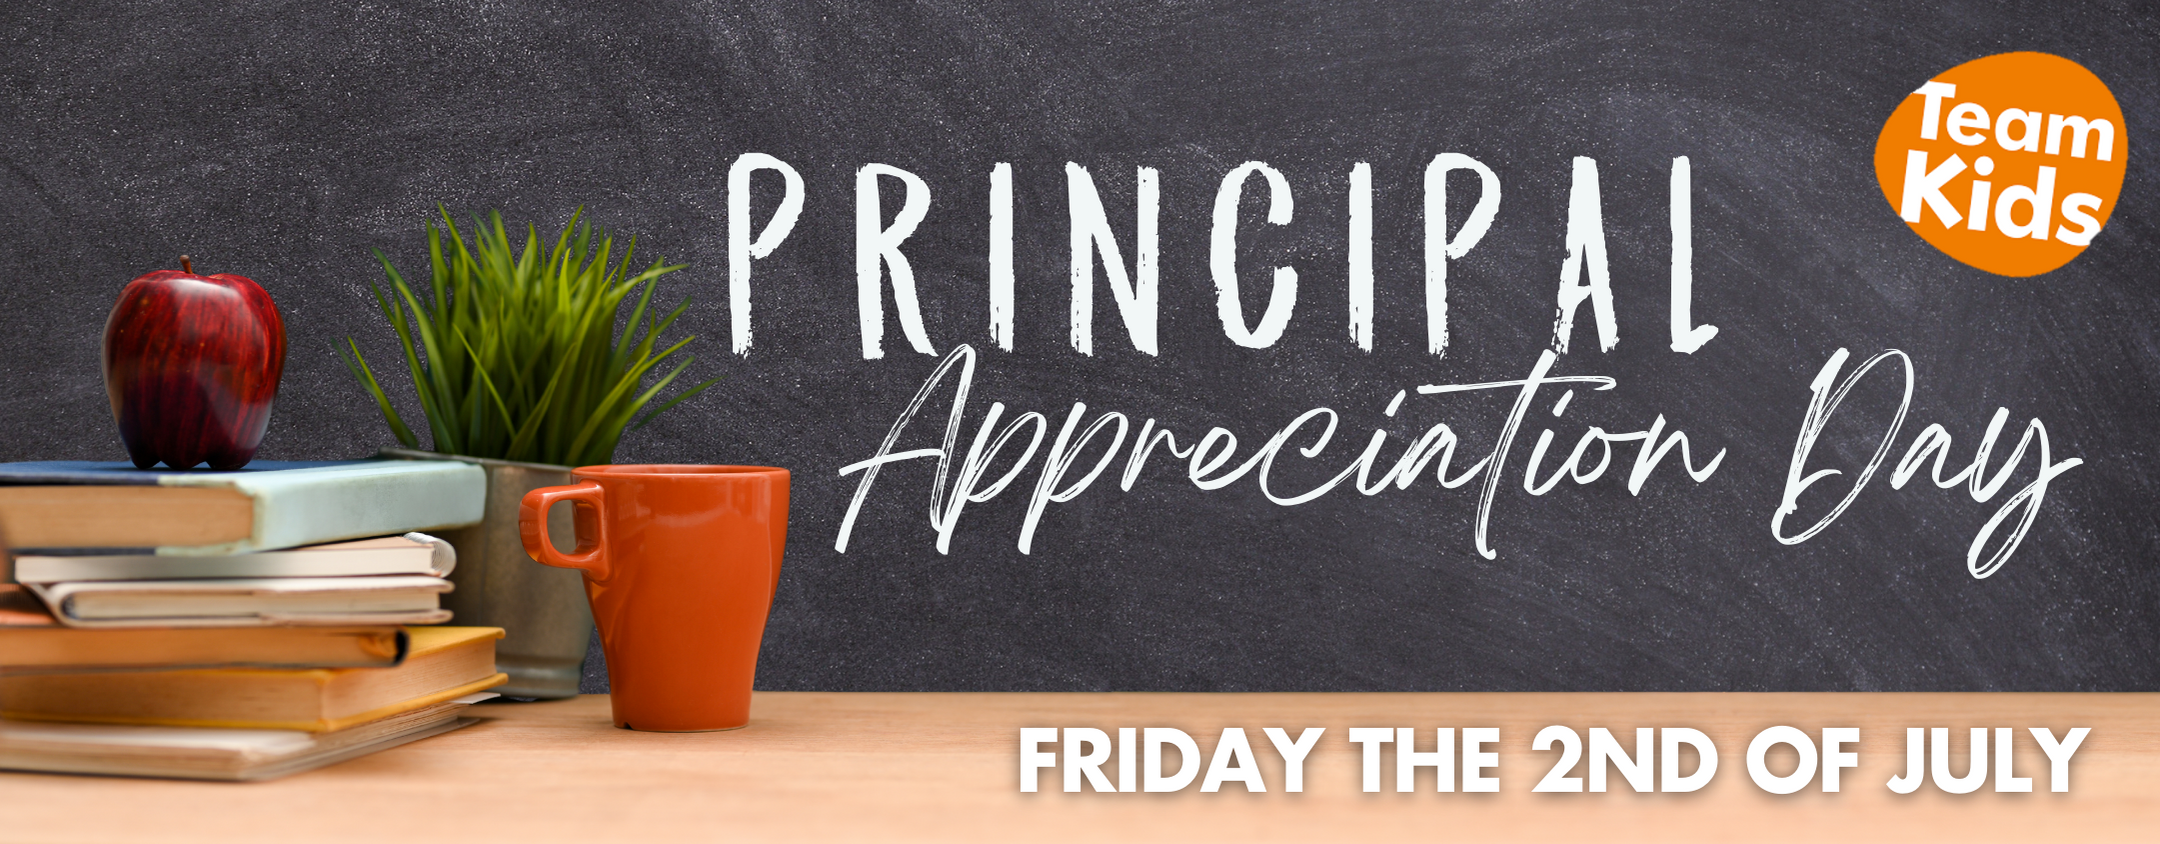 Team
Kids
PRINCIPAL
Appreciation Day
FRIDAY THE 2ND OF JULY